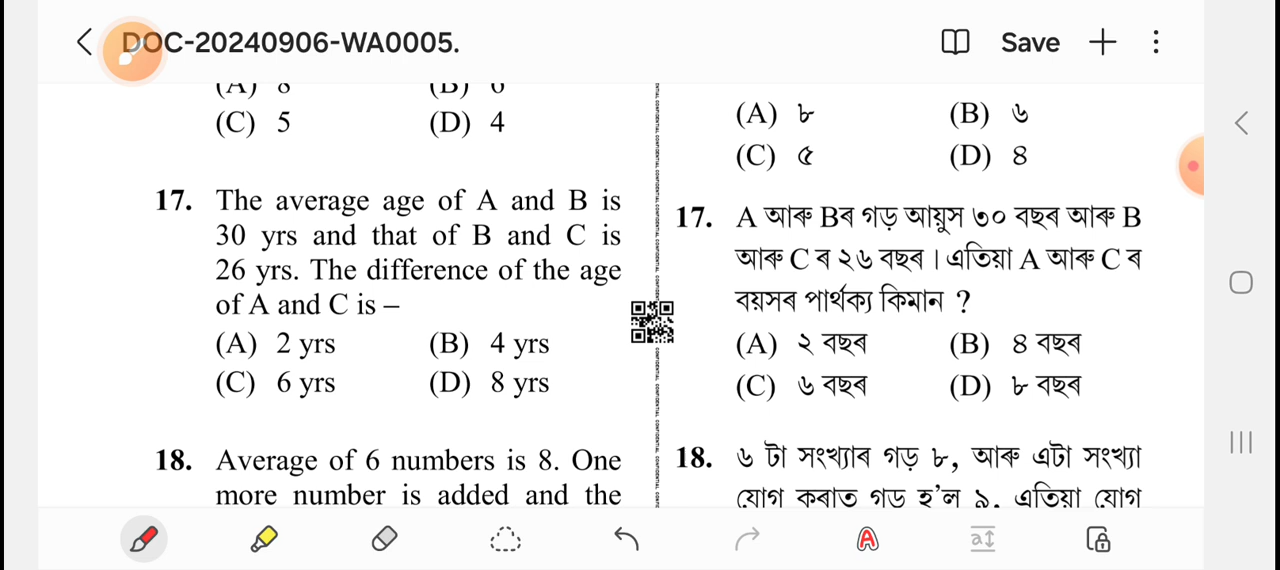 DOC-20240906-WA0005.
Save
(C) 5 (D) 4
17. The average age of A and B is
30 yrs and that of B and C is
26 yrs. The difference of the age
of A and C is –
(A) 2 yrs (B) 4 yrs
(C) 6 yrs (D) 8 yrs
18. Average of 6 numbers is 8. One
more number is added and the
(A) ৮ (B) ৬
(C) ৫ (D) 8
17. A আৰু Bৰ গড় আয়ুস ৩০ বছৰ আৰু B
আৰু C ৰ ২৬ বছৰ। এতিয়া A আৰু C ৰ
বয়সৰ পাৰ্থক্য কিমান ?
(A) ২ বছৰ (B) 8 বছৰ
(C) ৬ বছৰ (D) ৮ বছৰ
18. ৬ টা সংখ্যাৰ গড় ৮, আৰু এটা সংখ্যা
যোগ কৰাত গড় হ’ল ৯. এতিয়া যোগ